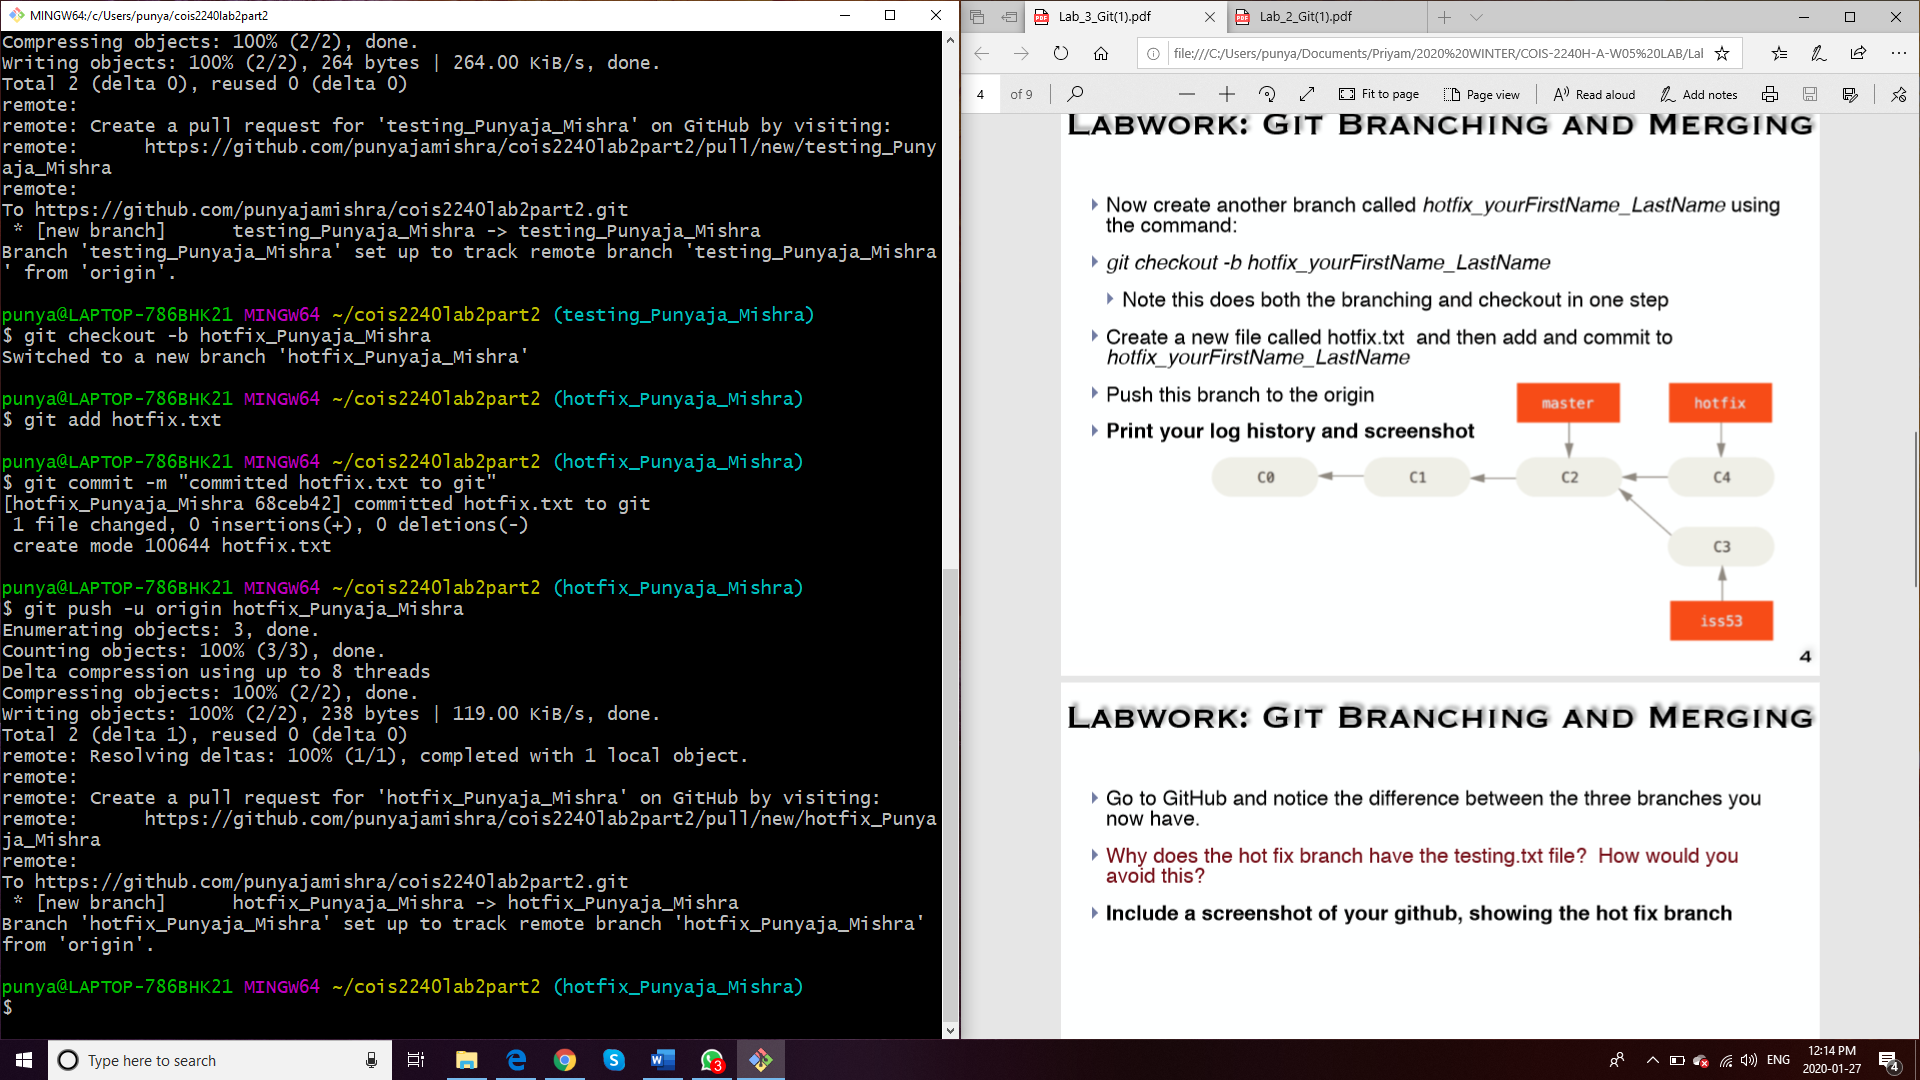 MINGW64:/c/Users/punya/cois2240lab2part2
Compressing objects: 100% (2/2), done.
Writing objects: 100% (2/2), 264 bytes | 264.00 KiB/s, done.
Total 2 (delta 0), reused 0 (delta 0)
remote:
remote: Create a pull request for 'testing_Punyaja_Mishra' on GitHub by visiting:
remote:      https://github.com/punyajamishra/cois2240lab2part2/pull/new/testing_Puny
aja_Mishra
remote:
To https://github.com/punyajamishra/cois2240lab2part2.git
 * [new branch]      testing_Punyaja_Mishra -> testing_Punyaja_Mishra
Branch 'testing_Punyaja_Mishra' set up to track remote branch 'testing_Punyaja_Mishra
' from 'origin'.
punya@LAPTOP-786BHK21 MINGW64 ~/cois2240lab2part2 (testing_Punyaja_Mishra)
$ git checkout -b hotfix_Punyaja_Mishra
Switched to a new branch 'hotfix_Punyaja_Mishra'
punya@LAPTOP-786BHK21 MINGW64 ~/cois2240lab2part2 (hotfix_Punyaja_Mishra)
$ git add hotfix.txt
punya@LAPTOP-786BHK21 MINGW64 ~/cois2240lab2part2 (hotfix_Punyaja_Mishra)
$ git commit -m "committed hotfix.txt to git"
[hotfix_Punyaja_Mishra 68ceb42] committed hotfix.txt to git
 1 file changed, 0 insertions(+), 0 deletions(-)
 create mode 100644 hotfix.txt
punya@LAPTOP-786BHK21 MINGW64 ~/cois2240lab2part2 (hotfix_Punyaja_Mishra)
$ git push -u origin hotfix_Punyaja_Mishra
Enumerating objects: 3, done.
Counting objects: 100% (3/3), done.
Delta compression using up to 8 threads
Compressing objects: 100% (2/2), done.
Writing objects: 100% (2/2), 238 bytes | 119.00 KiB/s, done.
Total 2 (delta 1), reused 0 (delta 0)
remote: Resolving deltas: 100% (1/1), completed with 1 local object.
remote:
remote: Create a pull request for 'hotfix_Punyaja_Mishra' on GitHub by visiting:
remote:      https://github.com/punyajamishra/cois2240lab2part2/pull/new/hotfix_Punya
ja_Mishra
remote:
To https://github.com/punyajamishra/cois2240lab2part2.git
 * [new branch]      hotfix_Punyaja_Mishra -> hotfix_Punyaja_Mishra
Branch 'hotfix_Punyaja_Mishra' set up to track remote branch 'hotfix_Punyaja_Mishra'
from 'origin'.
punya@LAPTOP-786BHK21 MINGW64 ~/cois2240lab2part2 (hotfix_Punyaja_Mishra)
$
Lab_3_Git(1).pdf
Lab_2_Git(1).pdf
file:///C:/Users/punya/Documents/Priyam/2020%20WINTER/COIS-2240H-A-W05%20LAB/Lal
4 of 9
Fit to page
Page view
Read aloud
Add notes
LABWORK: GIT BRANCHING AND MERGING
Now create another branch called hotfix_yourFirstName_LastName using
the command:
git checkout -b hotfix_yourFirstName_LastName
Note this does both the branching and checkout in one step
Create a new file called hotfix.txt and then add and commit to
hotfix_yourFirstName_LastName
Push this branch to the origin
Print your log history and screenshot
master
hotfix
C0
C1
C2
C4
C3
iss53
4
LABWORK: GIT BRANCHING AND MERGING
Go to GitHub and notice the difference between the three branches you
now have.
Why does the hot fix branch have the testing.txt file? How would you
avoid this?
Include a screenshot of your github, showing the hot fix branch
Type here to search
3
ENG
12:14 PM
2020-01-27
4